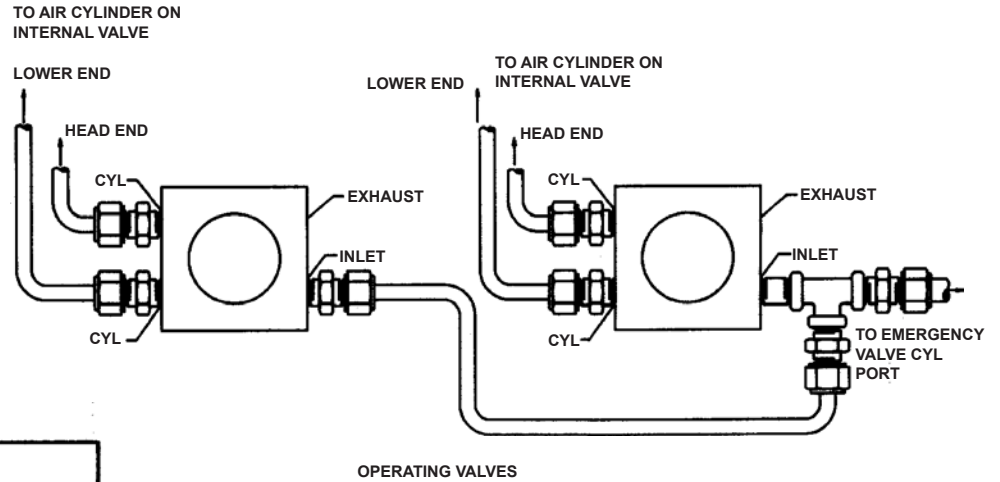 TO AIR CYLINDER ON
INTERNAL VALVE
LOWER END
HEAD END
CYL
EXHAUST
INLET
CYL
TO AIR CYLINDER ON
INTERNAL VALVE
LOWER END
HEAD END
CYL
EXHAUST
INLET
CYL
TO EMERGENCY
VALVE CYL
PORT
OPERATING VALVES